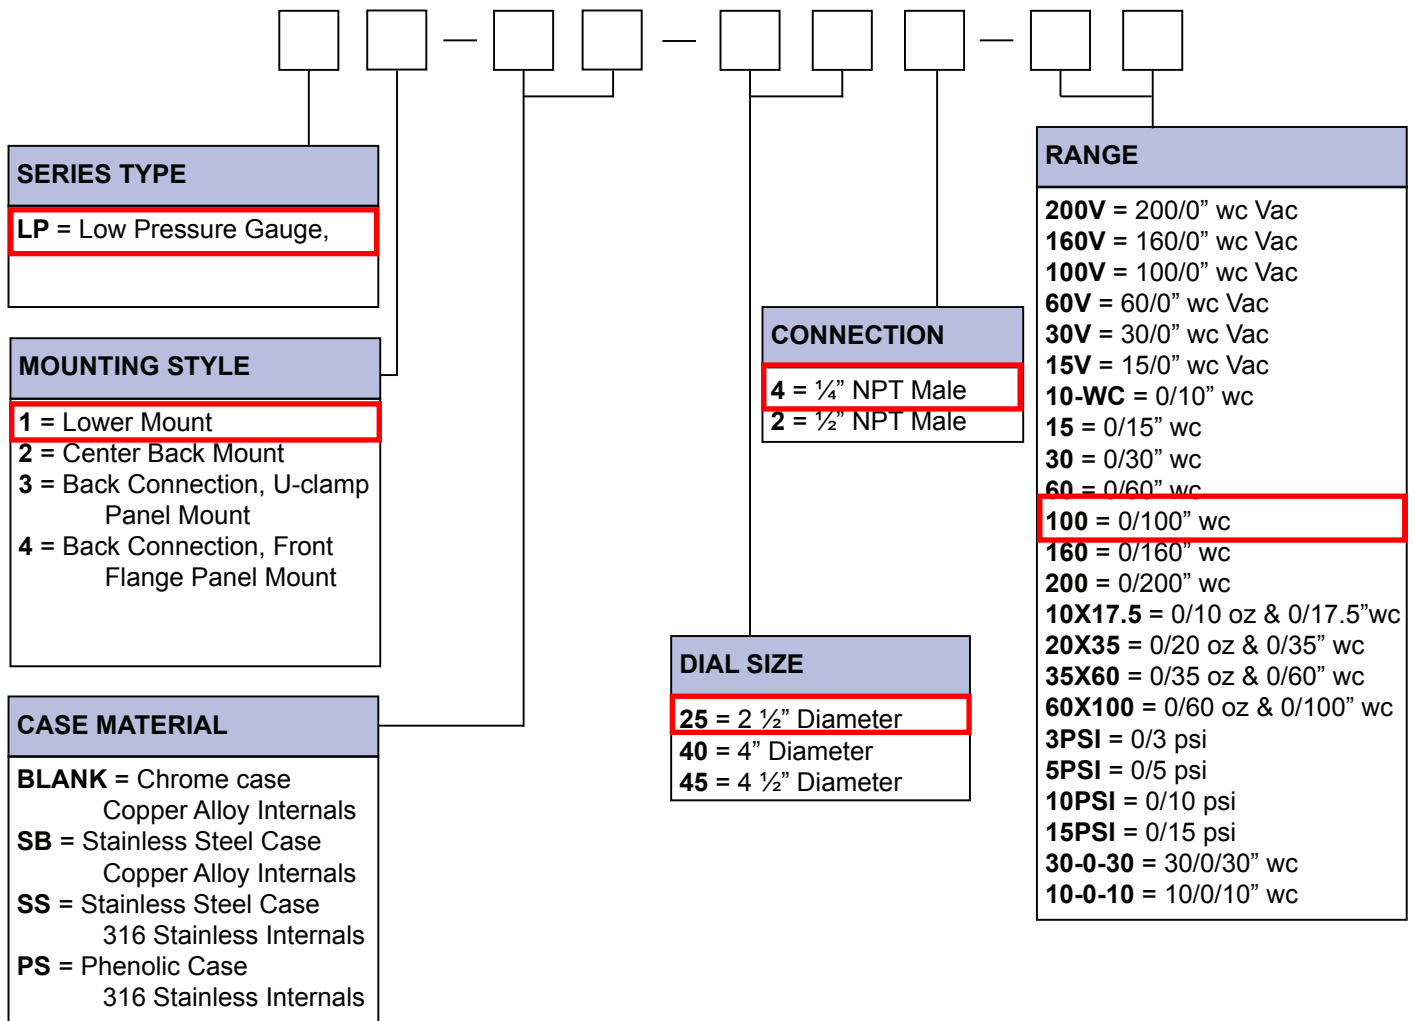 SERIES TYPE
LP = Low Pressure Gauge,
MOUNTING STYLE
1 = Lower Mount
2 = Center Back Mount
3 = Back Connection, U-clamp
Panel Mount
4 = Back Connection, Front
Flange Panel Mount
CASE MATERIAL
BLANK = Chrome case
Copper Alloy Internals
SB = Stainless Steel Case
Copper Alloy Internals
SS = Stainless Steel Case
316 Stainless Internals
PS = Phenolic Case
316 Stainless Internals
DIAL SIZE
25 = 2 ½” Diameter
40 = 4” Diameter
45 = 4 ½” Diameter
CONNECTION
4 = ¼” NPT Male
2 = ½” NPT Male
RANGE
200V = 200/0” wc Vac
160V = 160/0” wc Vac
100V = 100/0” wc Vac
60V = 60/0” wc Vac
30V = 30/0” wc Vac
15V = 15/0” wc Vac
10-WC = 0/10” wc
15 = 0/15” wc
30 = 0/30” wc
60 = 0/60” wc
100 = 0/100” wc
160 = 0/160” wc
200 = 0/200” wc
10X17.5 = 0/10 oz & 0/17.5”wc
20X35 = 0/20 oz & 0/35” wc
35X60 = 0/35 oz & 0/60” wc
60X100 = 0/60 oz & 0/100” wc
3PSI = 0/3 psi
5PSI = 0/5 psi
10PSI = 0/10 psi
15PSI = 0/15 psi
30-0-30 = 30/0/30” wc
10-0-10 = 10/0/10” wc